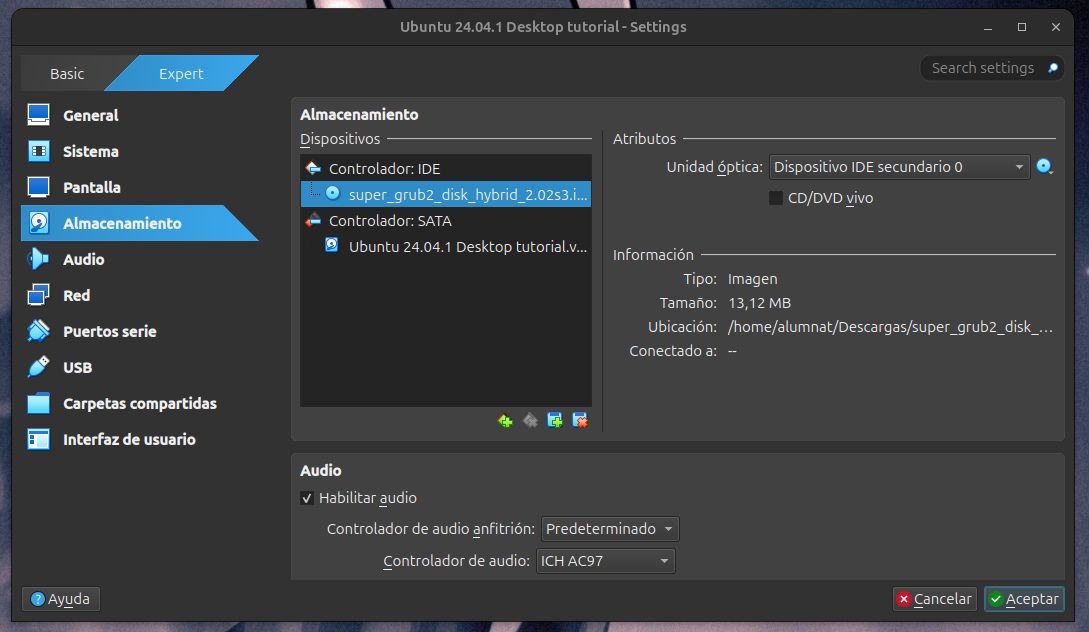 Ubuntu 24.04.1 Desktop tutorial - Settings
Basic
Expert
Search settings
General
Sistema
Pantalla
Almacenamiento
Audio
Red
Puertos serie
USB
Carpetas compartidas
Interfaz de usuario
Almacenamiento
Dispositivos
Controlador: IDE
super_grub2_disk_hybrid_2.02s3.i...
Controlador: SATA
Ubuntu 24.04.1 Desktop tutorial.v...
Atributos
Unidad óptica: Dispositivo IDE secundario 0
CD/DVD vivo
Información
Tipo: Imagen
Tamaño: 13,12 MB
Ubicación: /home/alumnat/Descargas/super_grub2_disk_...
Conectado a: --
Audio
Habilitar audio
Controlador de audio anfitrión: Predeterminado
Controlador de audio: ICH AC97
Ayuda
Cancelar
Aceptar